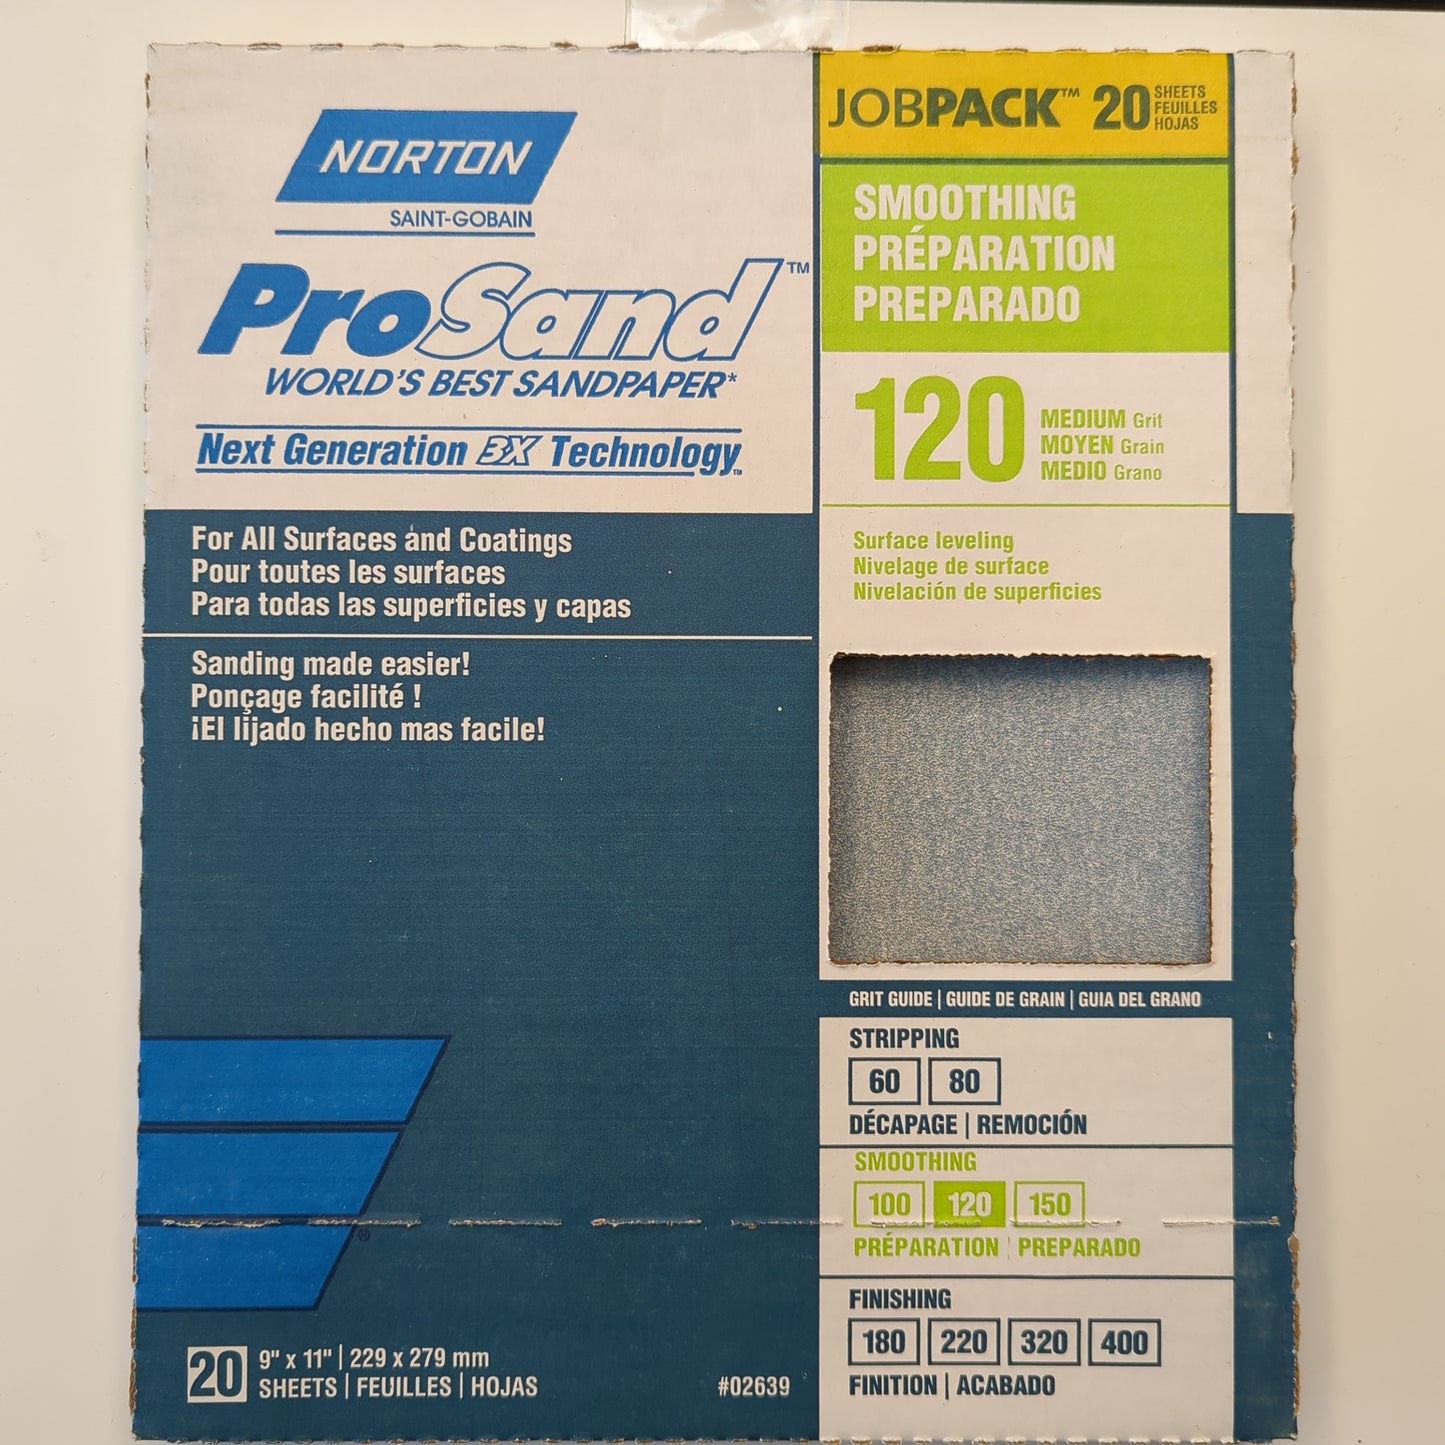 NORTON
SAINT-GOBAIN
ProSand™
WORLD'S BEST SANDPAPER*
Next Generation 3X Technology™
For All Surfaces and Coatings
Pour toutes les surfaces
Para todas las superficies y capas
Sanding made easier!
Ponçage facilité !
¡El lijado hecho mas facile!
®
20
9" x 11" | 229 x 279 mm
SHEETS | FEUILLES | HOJAS
#02639
JOBPACK™ 20
SHEETS
FEUILLES
HOJAS
SMOOTHING
PRÉPARATION
PREPARADO
120
MEDIUM Grit
MOYEN Grain
MEDIO Grano
Surface leveling
Nivelage de surface
Nivelación de superficies
GRIT GUIDE | GUIDE DE GRAIN | GUIA DEL GRANO
STRIPPING
60 80
DÉCAPAGE | REMOCIÓN
SMOOTHING
100 120 150
PRÉPARATION | PREPARADO
FINISHING
180 220 320 400
FINITION | ACABADO